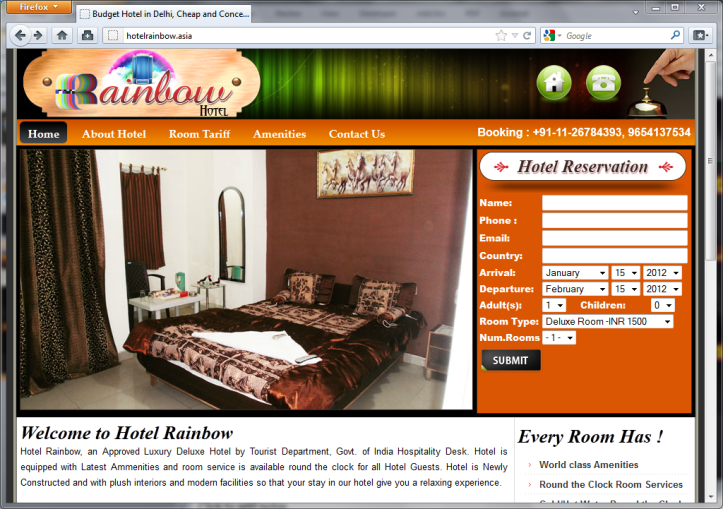 Firefox
Budget Hotel in Delhi, Cheap and Conce...
hotelrainbow.asia
Google
Rainbow
HOTEL
Home About Hotel Room Tariff Amenities Contact Us
Booking : +91-11-26784393, 9654137534
Hotel Reservation
Name:
Phone :
Email:
Country:
Arrival: January 15 2012
Departure: February 15 2012
Adult(s): 1 Children: 0
Room Type: Deluxe Room -INR 1500
Num.Rooms - 1 -
SUBMIT
Welcome to Hotel Rainbow
Hotel Rainbow, an Approved Luxury Deluxe Hotel by Tourist Department, Govt. of India Hospitality Desk. Hotel is
equipped with Latest Ammenities and room service is available round the clock for all Hotel Guests. Hotel is Newly
Constructed and with plush interiors and modern facilities so that your stay in our hotel give you a relaxing experience.
Every Room Has !
World class Amenities
Round the Clock Room Services